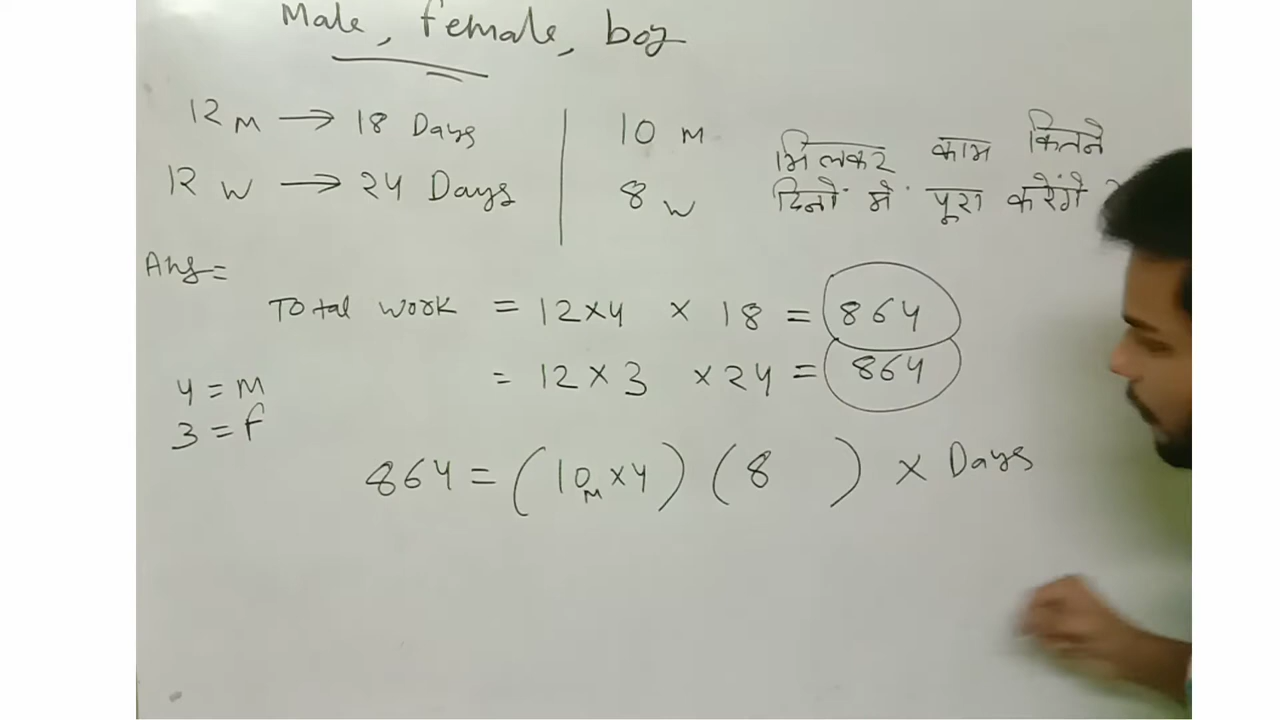 Male, female, boy
12 M → 18 Days
12 W → 24 Days
10 M
8 W
मिलकर काम कितने
दिनों में पूरा करेंगे
Ans=
Total work = 12×4 × 18 = 864
= 12×3 ×24 = 864
4 = M
3 = f
864 = (10M×4) (8 ) × Days